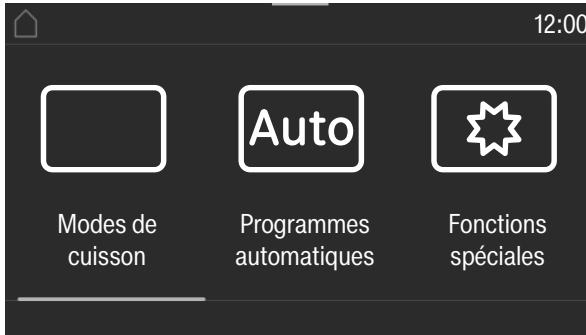 12:00
Auto
Modes de
cuisson
Programmes
automatiques
Fonctions
spéciales